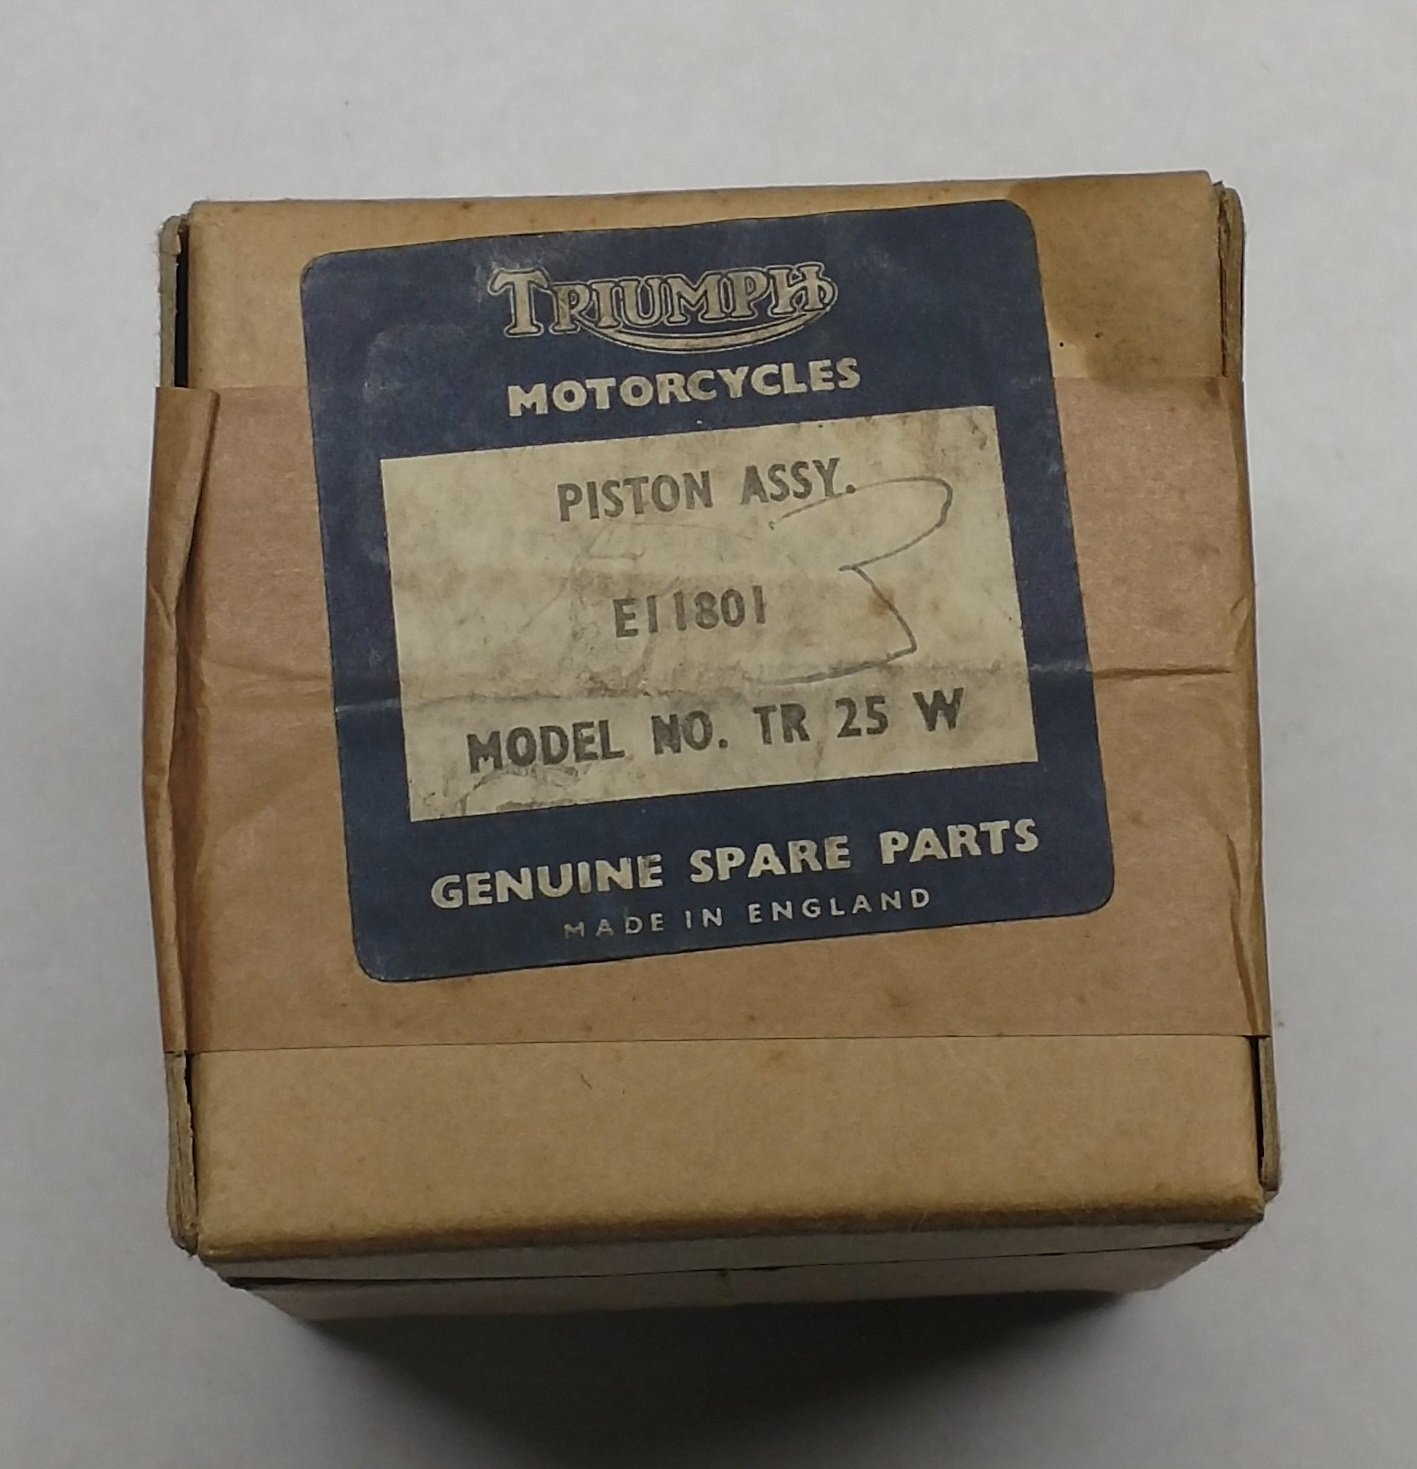 TRIUMPH
MOTORCYCLES
PISTON ASSY.
E11801
MODEL NO. TR 25 W
GENUINE SPARE PARTS
MADE IN ENGLAND